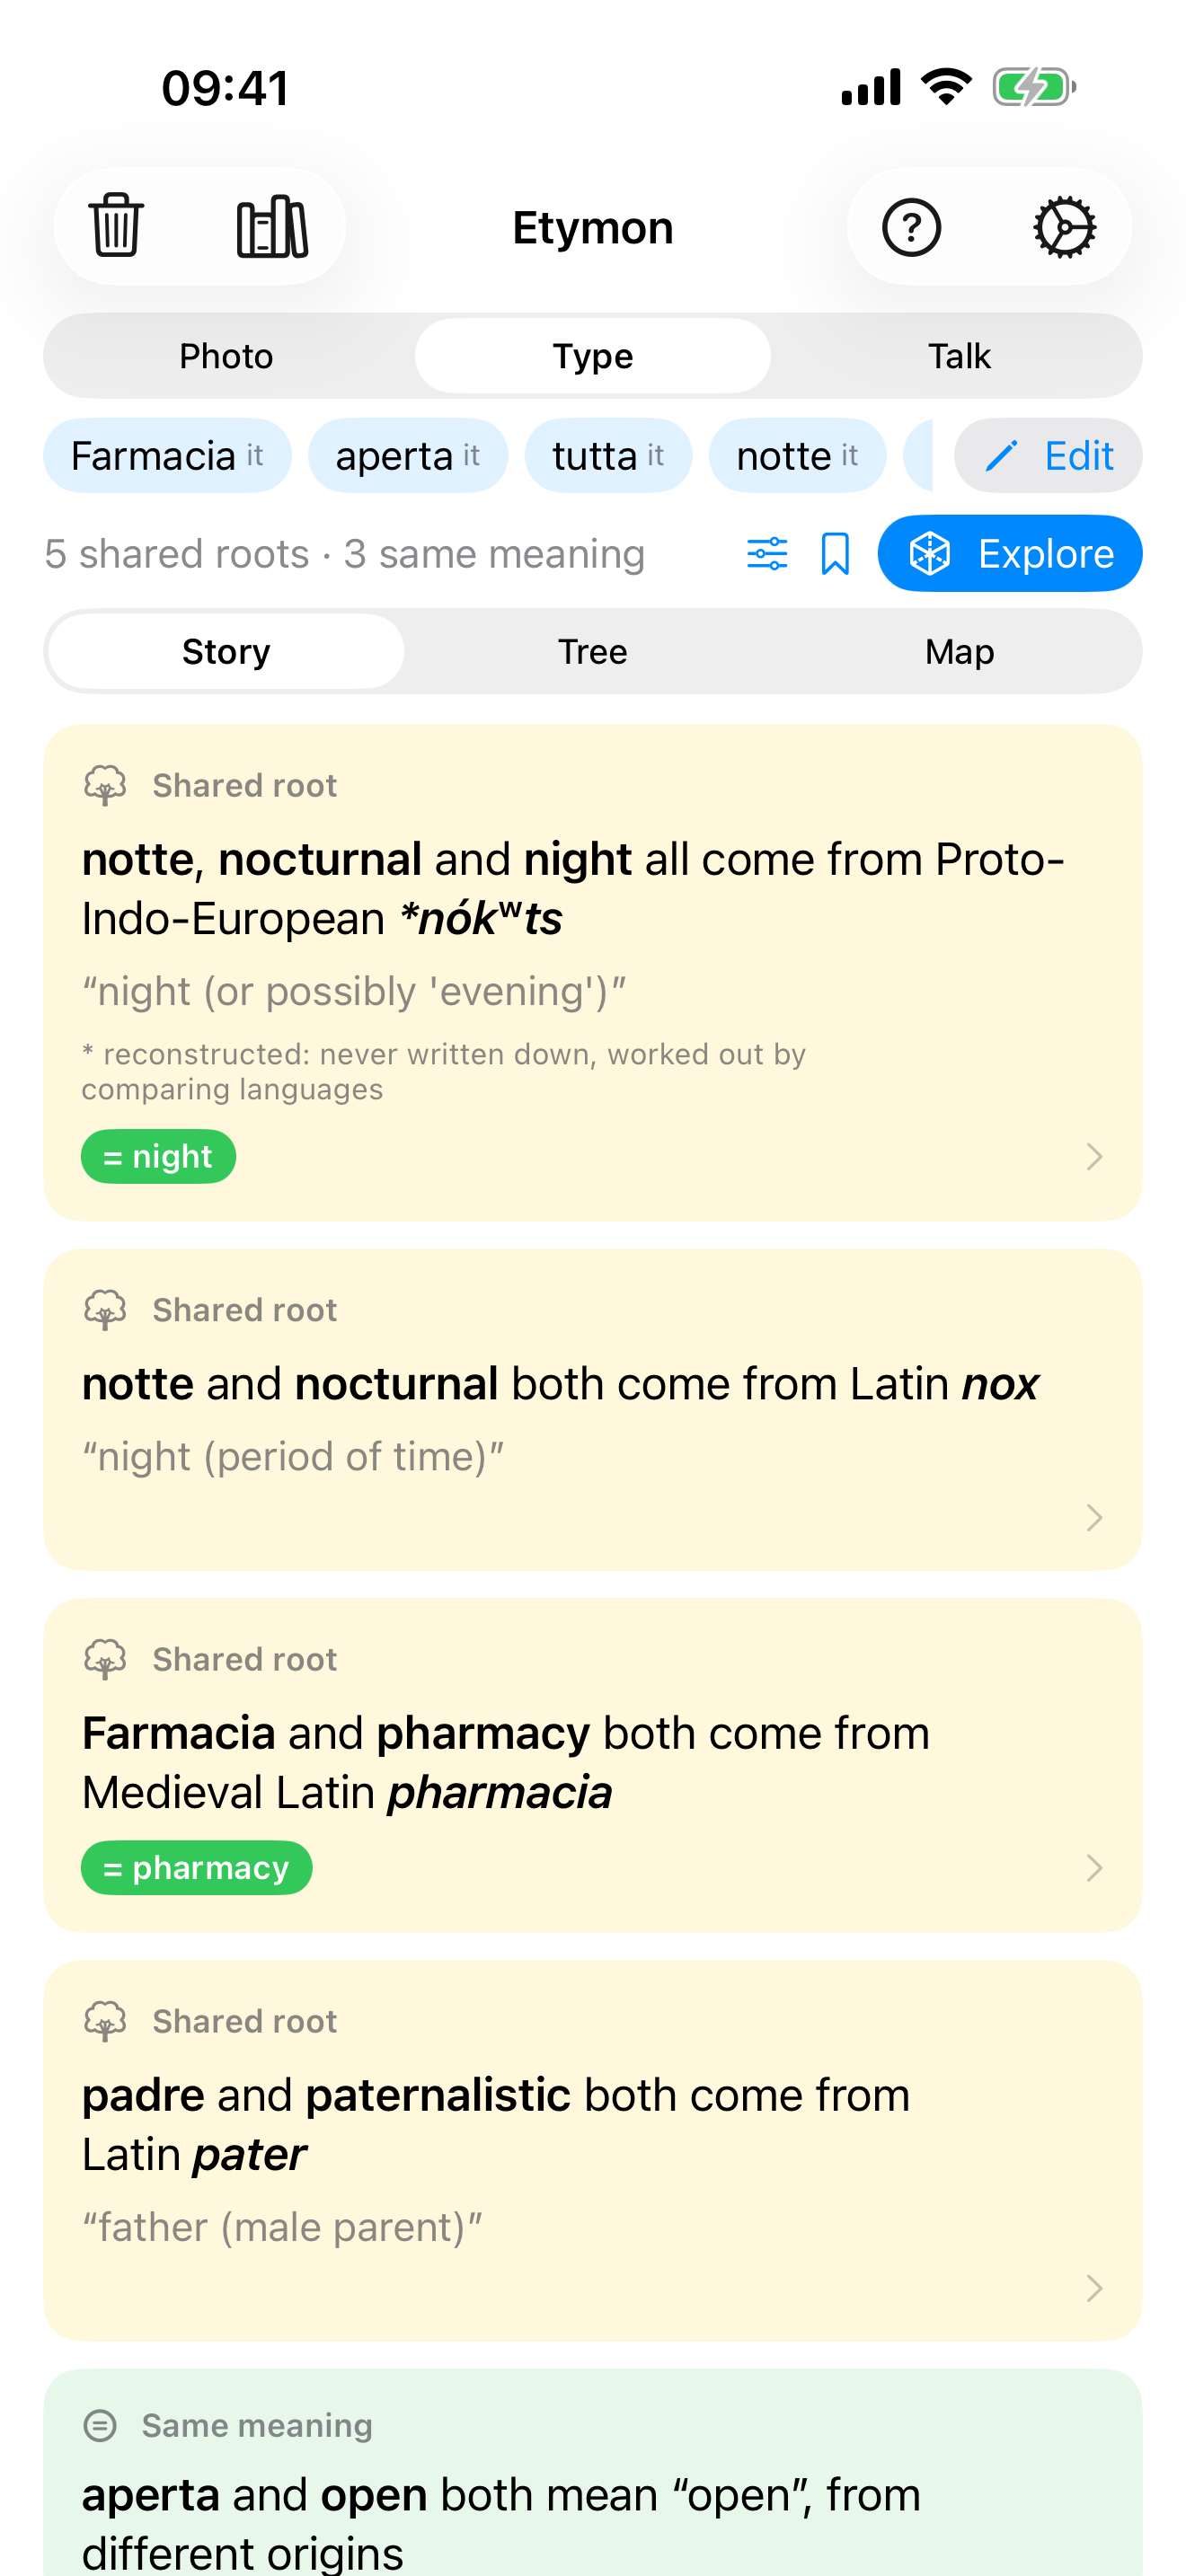 09:41
Etymon
Photo
Type
Talk
Farmacia it
aperta it
tutta it
notte it
Edit
5 shared roots · 3 same meaning
Explore
Story
Tree
Map
Shared root
notte, nocturnal and night all come from Proto-
Indo-European *nókʷts
“night (or possibly 'evening')”
* reconstructed: never written down, worked out by
comparing languages
= night
Shared root
notte and nocturnal both come from Latin nox
“night (period of time)”
Shared root
Farmacia and pharmacy both come from
Medieval Latin pharmacia
= pharmacy
Shared root
padre and paternalistic both come from
Latin pater
“father (male parent)”
Same meaning
aperta and open both mean “open”, from
different origins